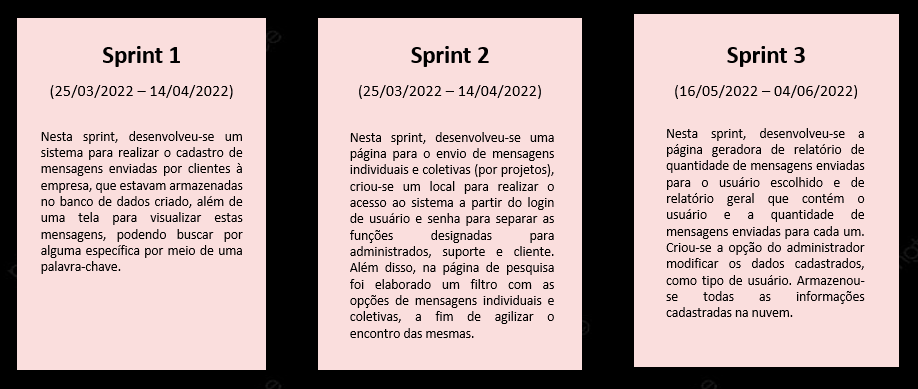 Sprint 1
(25/03/2022 – 14/04/2022)
Nesta sprint, desenvolveu-se um
sistema para realizar o cadastro de
mensagens enviadas por clientes à
empresa, que estavam armazenadas
no banco de dados criado, além de
uma tela para visualizar estas
mensagens, podendo buscar por
alguma específica por meio de uma
palavra-chave.
Sprint 2
(25/03/2022 – 14/04/2022)
Nesta sprint, desenvolveu-se uma
página para o envio de mensagens
individuais e coletivas (por projetos),
criou-se um local para realizar o
acesso ao sistema a partir do login
de usuário e senha para separar as
funções designadas para
administrados, suporte e cliente.
Além disso, na página de pesquisa
foi elaborado um filtro com as
opções de mensagens individuais e
coletivas, a fim de agilizar o
encontro das mesmas.
Sprint 3
(16/05/2022 – 04/06/2022)
Nesta sprint, desenvolveu-se a
página geradora de relatório de
quantidade de mensagens enviadas
para o usuário escolhido e de
relatório geral que contém o
usuário e a quantidade de
mensagens enviadas para cada um.
Criou-se a opção do administrador
modificar os dados cadastrados,
como tipo de usuário. Armazenou-
se todas as informações
cadastradas na nuvem.